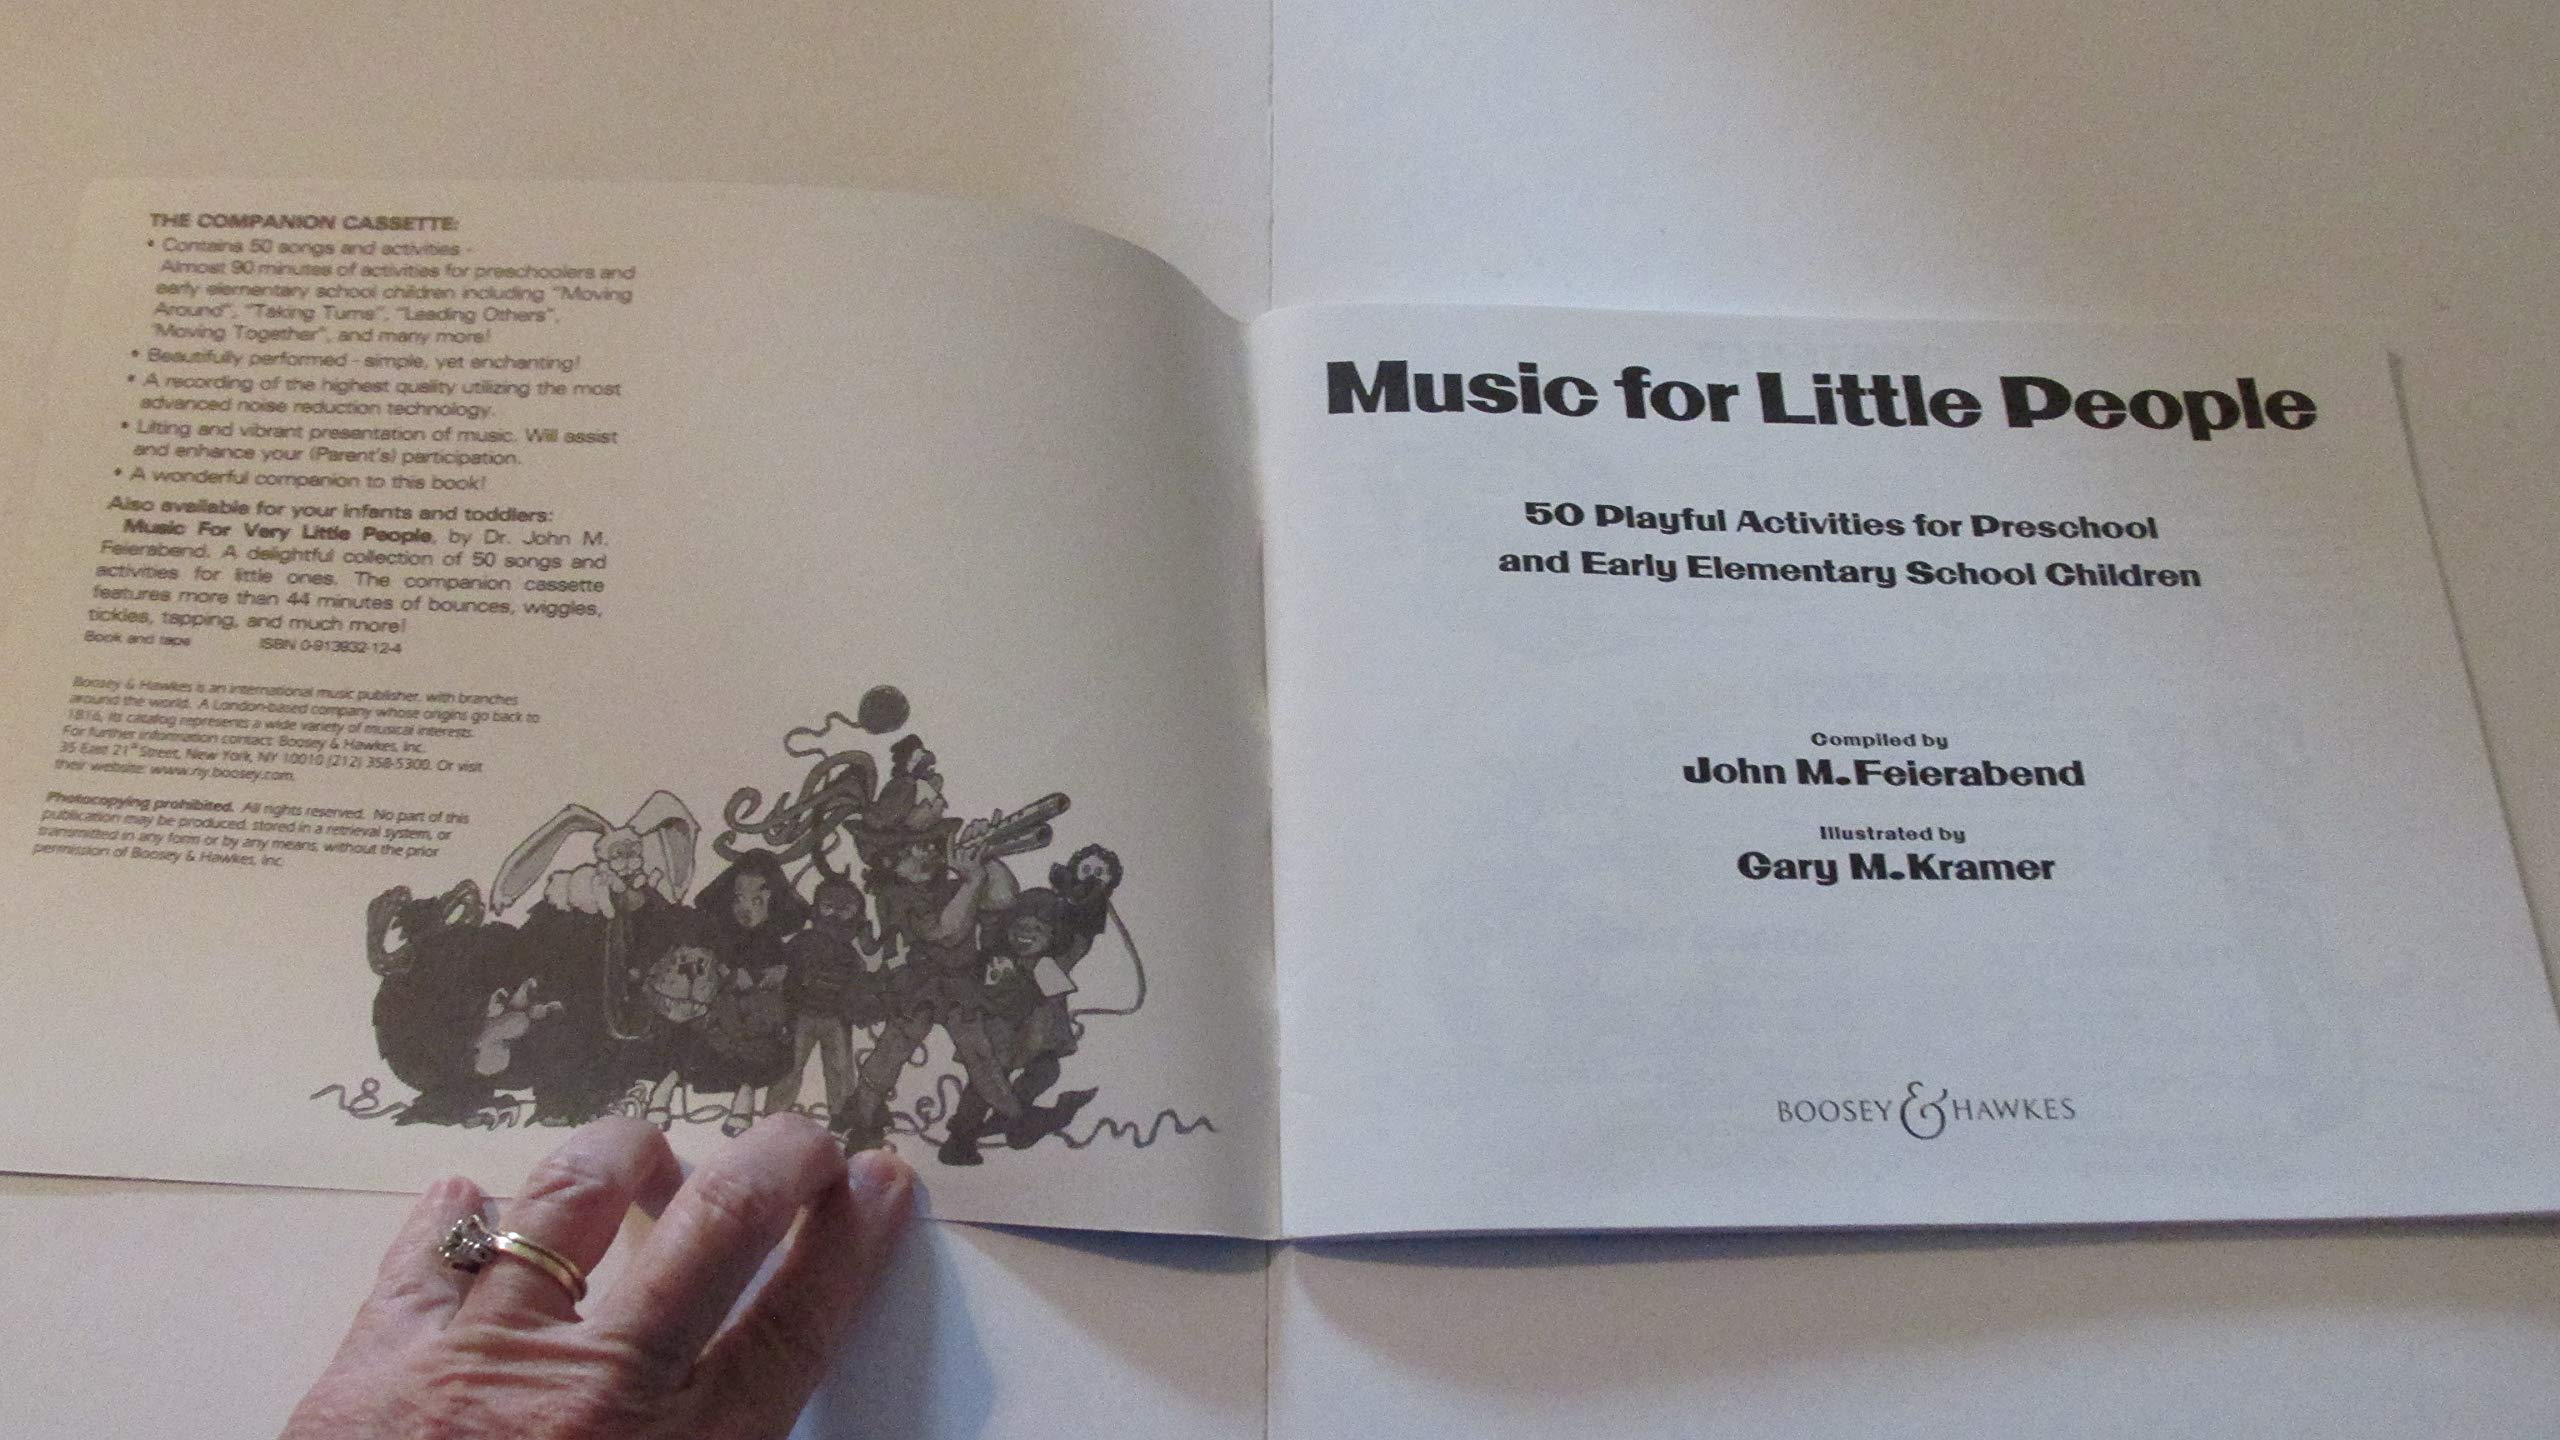 THE COMPANION CASSETTE:
• Contains 50 songs and activities -
Almost 90 minutes of activities for preschoolers and
early elementary school children including "Moving
Around", "Taking Turns", "Leading Others",
"Moving Together", and many more!
• Beautifully performed - simple, yet enchanting!
• A recording of the highest quality utilizing the most
advanced noise reduction technology.
• Lilting and vibrant presentation of music. Will assist
and enhance your (Parent's) participation.
• A wonderful companion to this book!
Also available for your infants and toddlers:
Music For Very Little People, by Dr. John M.
Feierabend. A delightful collection of 50 songs and
activities for little ones. The companion cassette
features more than 44 minutes of bounces, wiggles,
tickles, tapping, and much more!
Book and tape ISBN 0-913932-12-4
Boosey & Hawkes is an international music publisher, with branches
around the world. A London-based company whose origins go back to
1816, its catalog represents a wide variety of musical interests.
For further information contact: Boosey & Hawkes, Inc.
35 East 21st Street, New York, NY 10010 (212) 358-5300. Or visit
their website: www.ny.boosey.com.
Photocopying prohibited. All rights reserved. No part of this
publication may be produced, stored in a retrieval system, or
transmitted in any form or by any means, without the prior
permission of Boosey & Hawkes, Inc.
Music for Little People
50 Playful Activities for Preschool
and Early Elementary School Children
Compiled by
John M. Feierabend
Illustrated by
Gary M. Kramer
BOOSEY & HAWKES